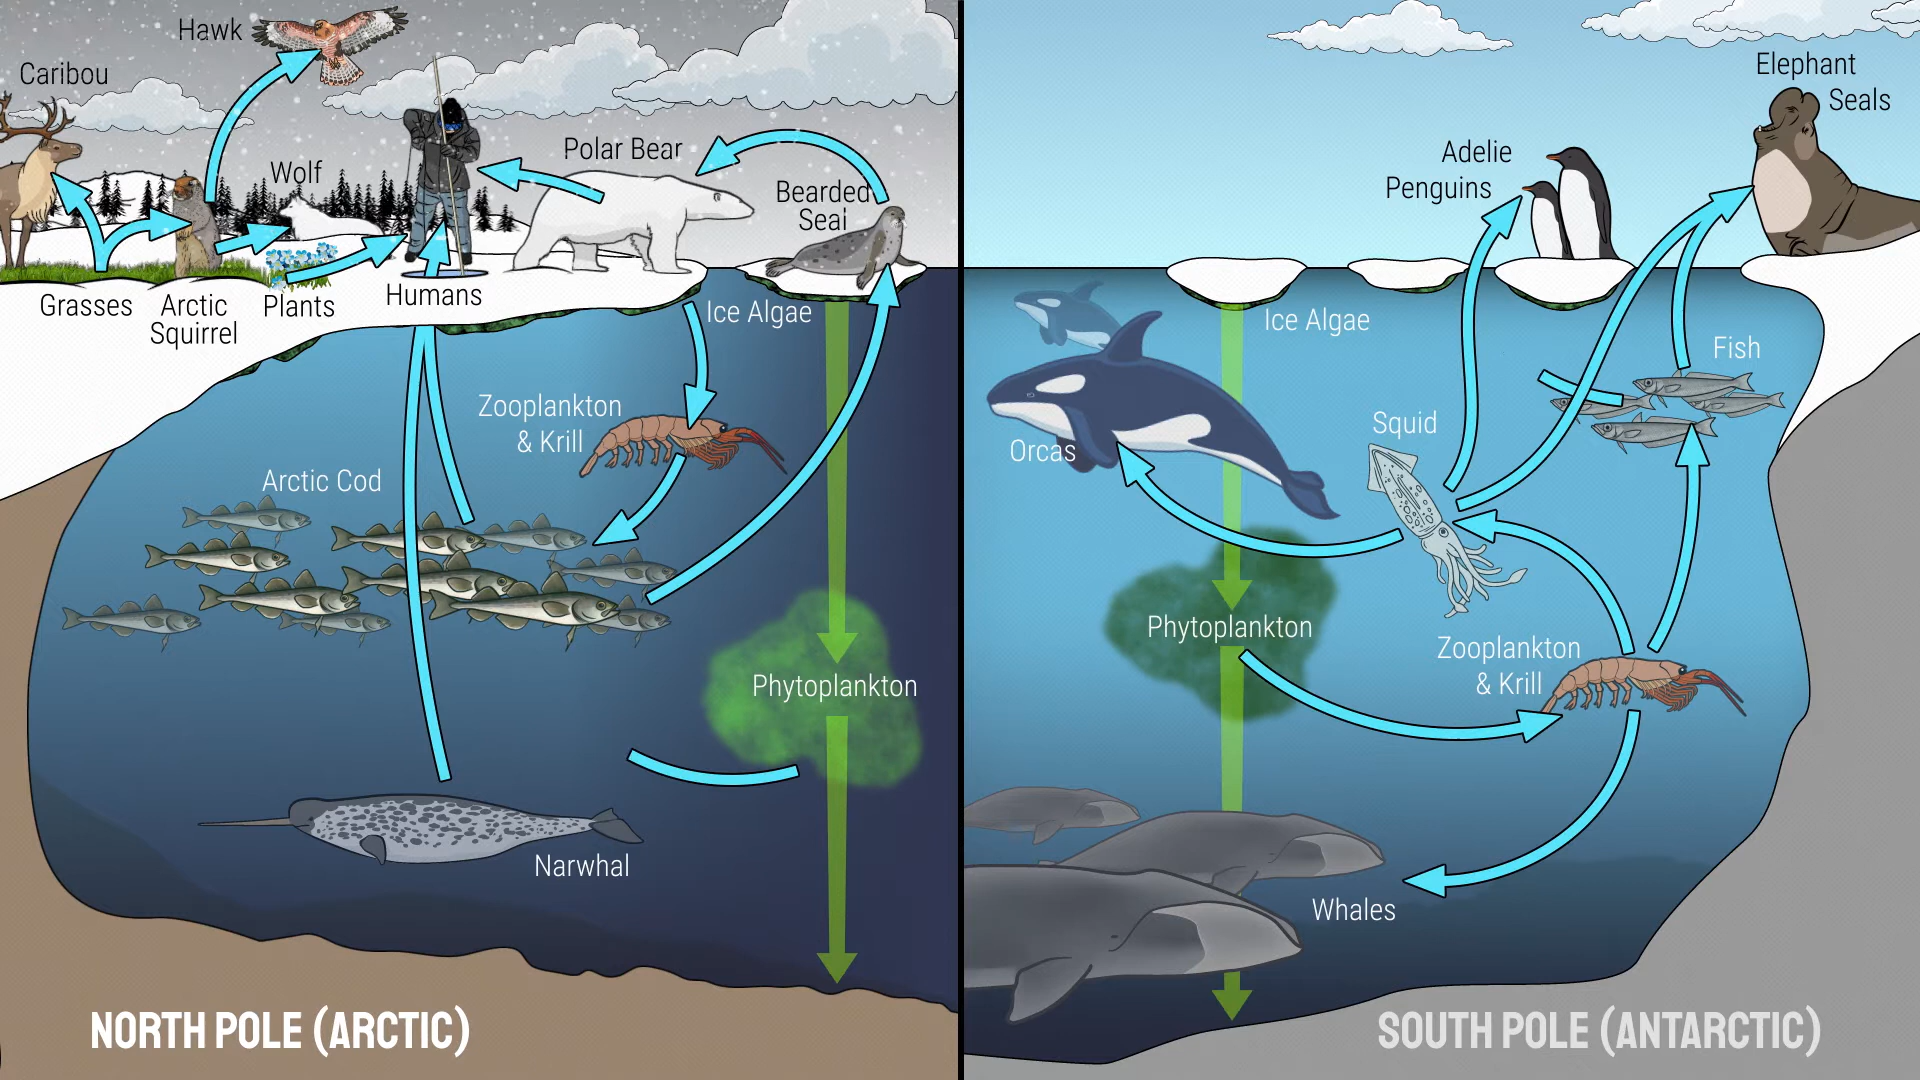 Hawk
Caribou
Wolf
Polar Bear
Bearded
Seai
Grasses
Arctic
Squirrel
Plants
Humans
Ice Algae
Zooplankton
& Krill
Arctic Cod
Phytoplankton
Narwhal
NORTH POLE (ARCTIC)
Elephant
Seals
Adelie
Penguins
Ice Algae
Fish
Squid
Orcas
Phytoplankton
Zooplankton
& Krill
Whales
SOUTH POLE (ANTARCTIC)